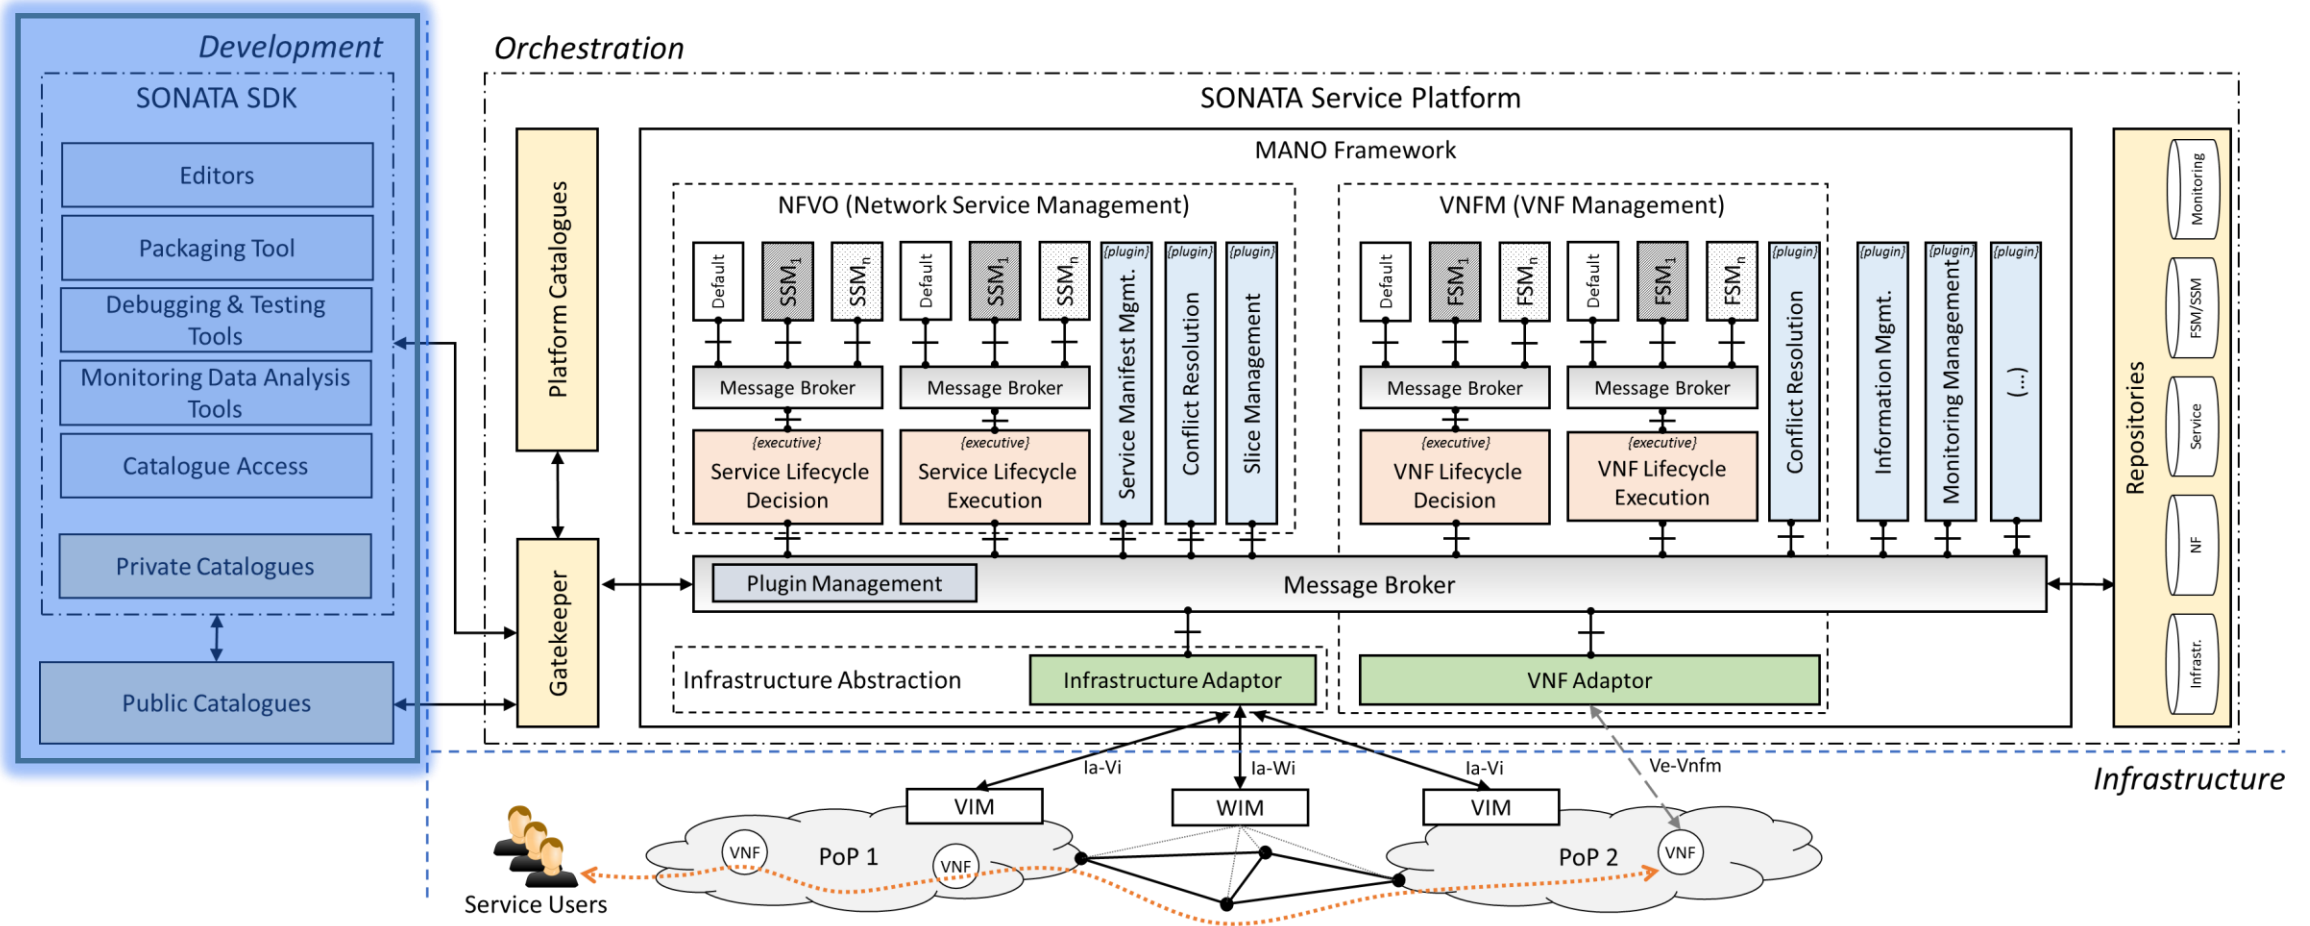 Development
SONATA SDK
Editors
Packaging Tool
Debugging & Testing
Tools
Monitoring Data Analysis
Tools
Catalogue Access
Private Catalogues
Public Catalogues
Orchestration
SONATA Service Platform
Platform Catalogues
Gatekeeper
MANO Framework
NFVO (Network Service Management)
Default
SSM1
SSMn
Message Broker
{executive}
Service Lifecycle
Decision
Default
SSM1
SSMn
Message Broker
{executive}
Service Lifecycle
Execution
{plugin}
Service Manifest Mgmt.
{plugin}
Conflict Resolution
{plugin}
Slice Management
VNFM (VNF Management)
Default
FSM1
FSMn
Message Broker
{executive}
VNF Lifecycle
Decision
Default
FSM1
FSMn
Message Broker
{executive}
VNF Lifecycle
Execution
{plugin}
Conflict Resolution
{plugin}
Information Mgmt.
{plugin}
Monitoring Management
{plugin}
(...)
Plugin Management
Message Broker
Infrastructure Abstraction
Infrastructure Adaptor
VNF Adaptor
Repositories
Monitoring
FSM/SSM
Service
NF
Infrastr.
Infrastructure
Ia-Vi
Ia-Wi
Ia-Vi
Ve-Vnfm
VIM
WIM
VIM
VNF
PoP 1
VNF
PoP 2
VNF
Service Users